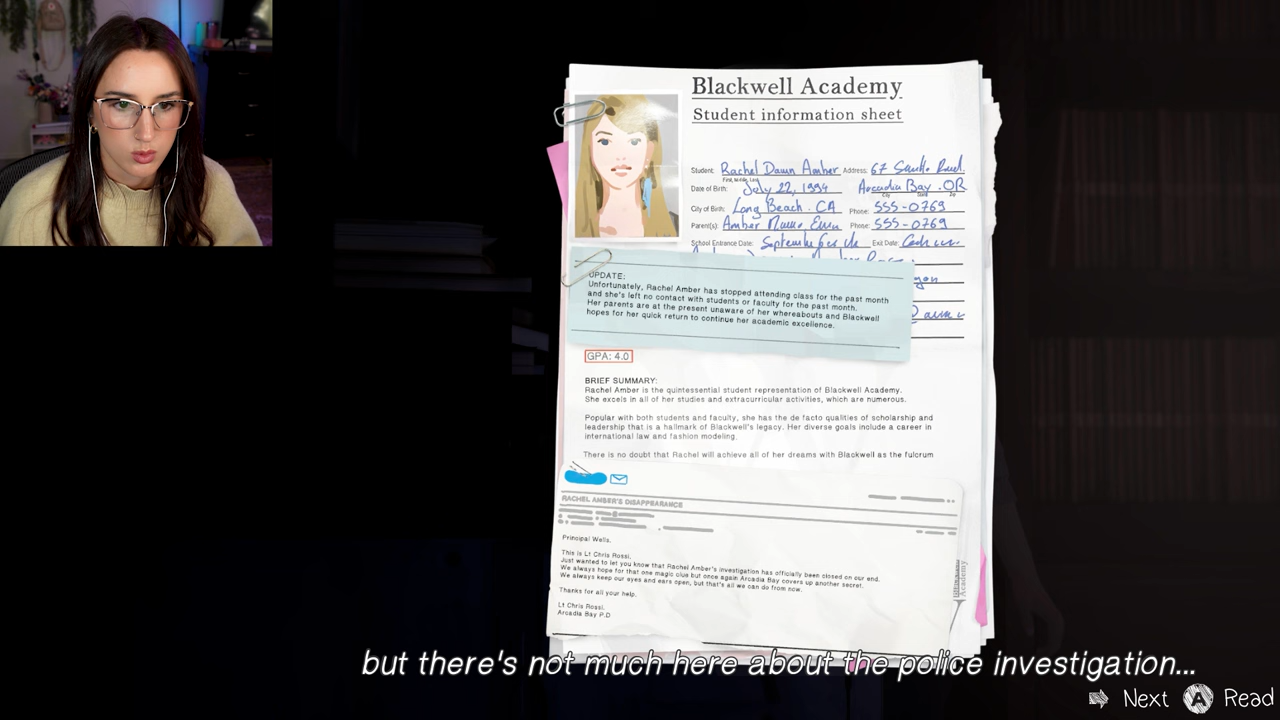 Blackwell Academy
Student information sheet
Student: Rachel Dawn Amber Address:
First, Middle, Last
Date of Birth: July 22, 1994 Arcadia Bay . OR
City State Zip
City of Birth: Long Beach . CA Phone: 555-0769
Parent(s): Amber Phone: 555-0769
School Entrance Date: Exit Date:
UPDATE:
Unfortunately, Rachel Amber has stopped attending class for the past month
and she's left no contact with students or faculty for the past month.
Her parents are at the present unaware of her whereabouts and Blackwell
hopes for her quick return to continue her academic excellence.
GPA: 4.0
BRIEF SUMMARY:
Rachel Amber is the quintessential student representation of Blackwell Academy.
She excels in all of her studies and extracurricular activities, which are numerous.
Popular with both students and faculty, she has the de facto qualities of scholarship and
leadership that is a hallmark of Blackwell's legacy. Her diverse goals include a career in
international law and fashion modeling.
There is no doubt that Rachel will achieve all of her dreams with Blackwell as the fulcrum
RACHEL AMBER'S DISAPPEARANCE
Principal Wells,
This is Lt Chris Rossi,
Just wanted to let you know that Rachel Amber's investigation has officially been closed on our end.
We always hope for that one magic clue but once again Arcadia Bay covers up another secret.
We always keep our eyes and ears open, but that's all we can do from now.
Thanks for all your help.
Lt Chris Rossi,
Arcadia Bay P.D
Academy
but there's not much here about the police investigation...
Next A Read